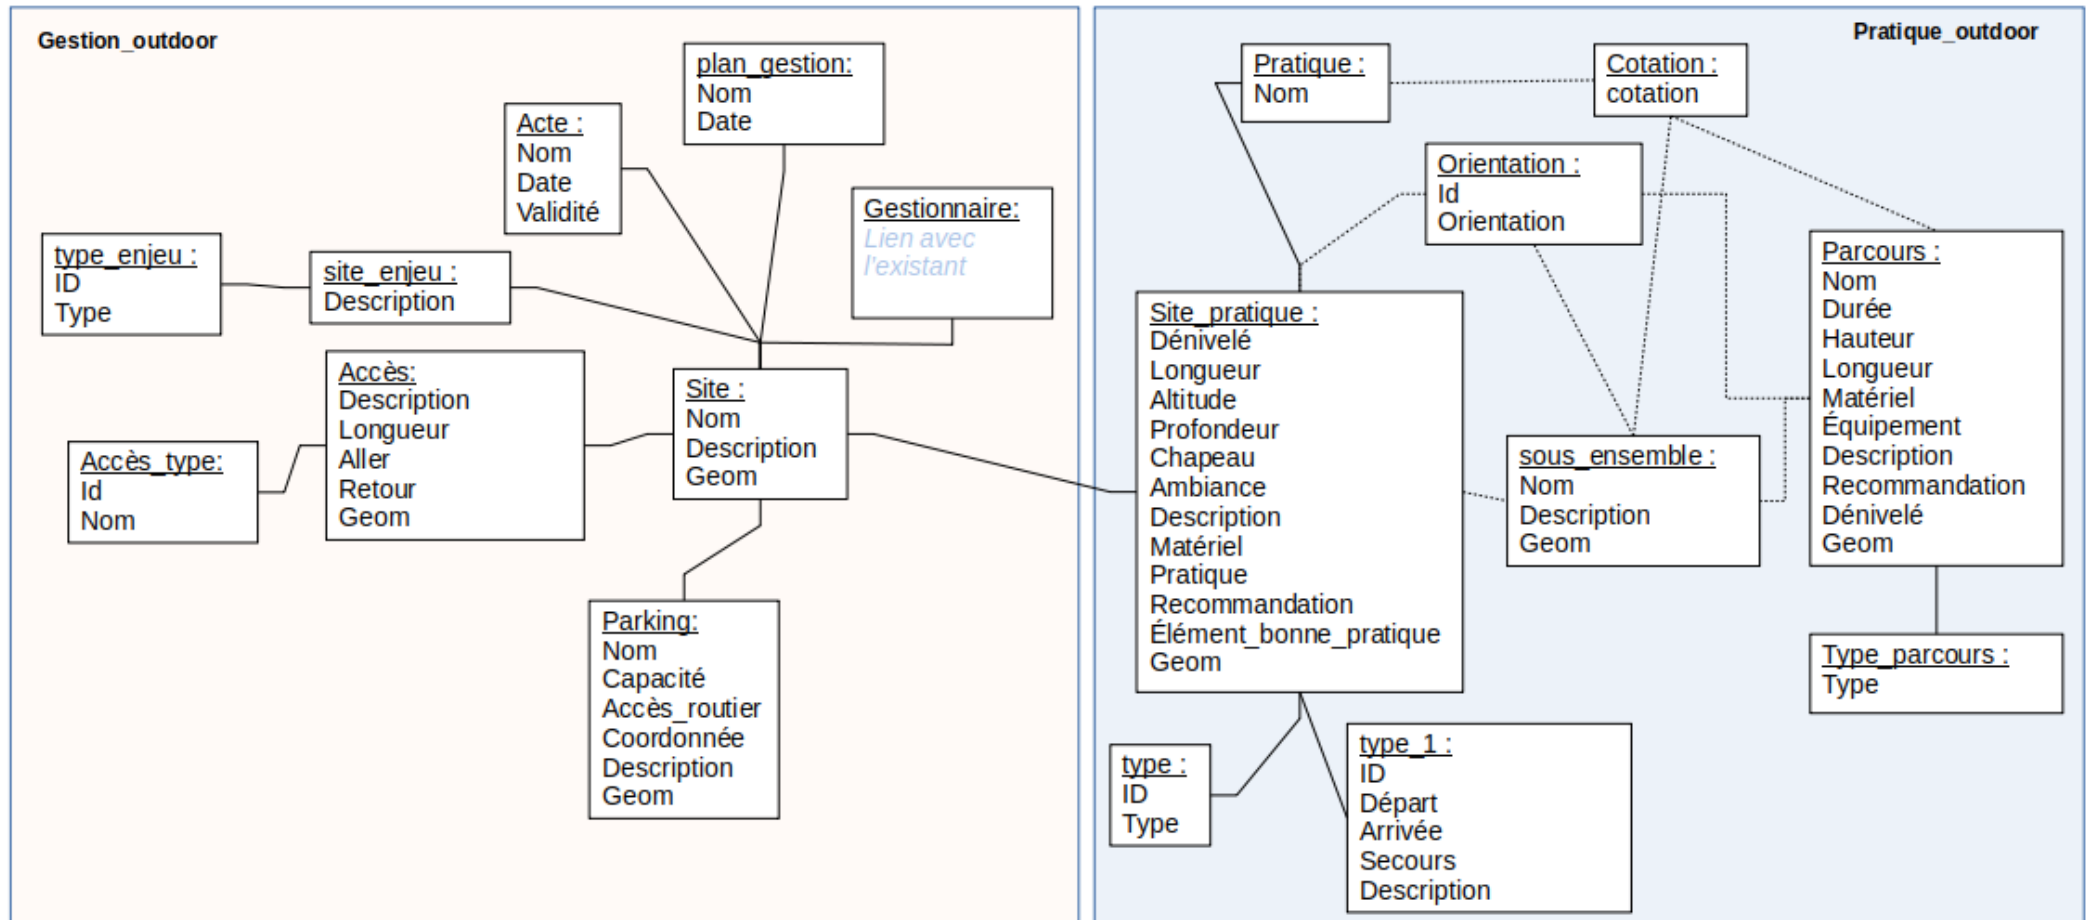 Gestion_outdoor
plan_gestion:
Nom
Date
Acte :
Nom
Date
Validité
Gestionnaire:
Lien avec
l'existant
type_enjeu :
ID
Type
site_enjeu :
Description
Accès:
Description
Longueur
Aller
Retour
Geom
Accès_type:
Id
Nom
Site :
Nom
Description
Geom
Parking:
Nom
Capacité
Accès_routier
Coordonnée
Description
Geom
Pratique_outdoor
Pratique :
Nom
Cotation :
cotation
Orientation :
Id
Orientation
Parcours :
Nom
Durée
Hauteur
Longueur
Matériel
Équipement
Description
Recommandation
Dénivelé
Geom
Site_pratique :
Dénivelé
Longueur
Altitude
Profondeur
Chapeau
Ambiance
Description
Matériel
Pratique
Recommandation
Élément_bonne_pratique
Geom
sous_ensemble :
Nom
Description
Geom
Type_parcours :
Type
type :
ID
Type
type_1 :
ID
Départ
Arrivée
Secours
Description